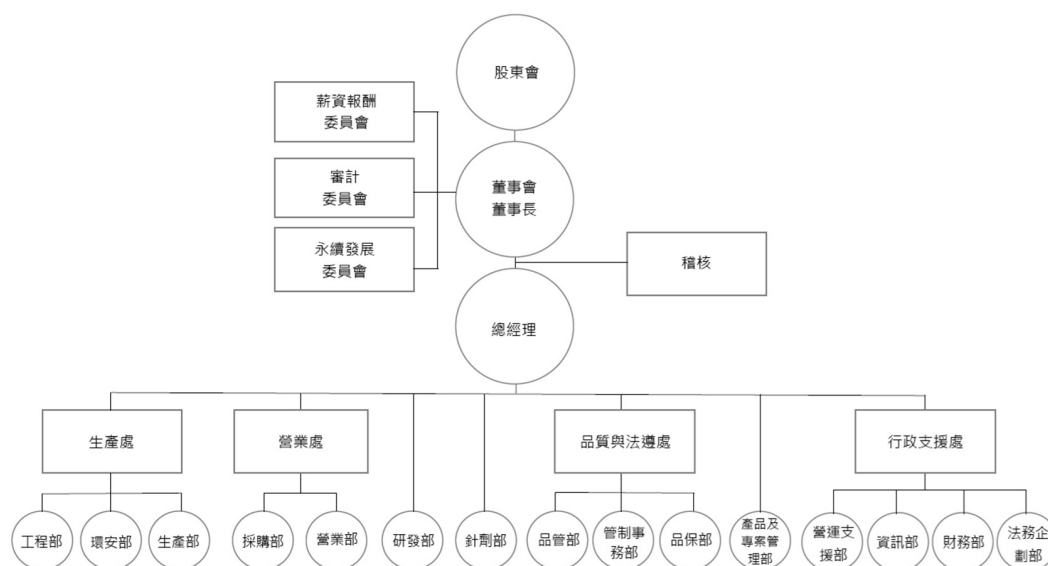 股東會
薪資報酬
委員會
審計
委員會
董事會
董事長
永續發展
委員會
稽核
總經理
生產處
營業處
品質與法遵處
行政支援處
工程部
環安部
生產部
採購部
營業部
研發部
針劑部
品管部
管制事
務部
品保部
產品及
專案管
理部
營運支
援部
資訊部
財務部
法務企
劃部